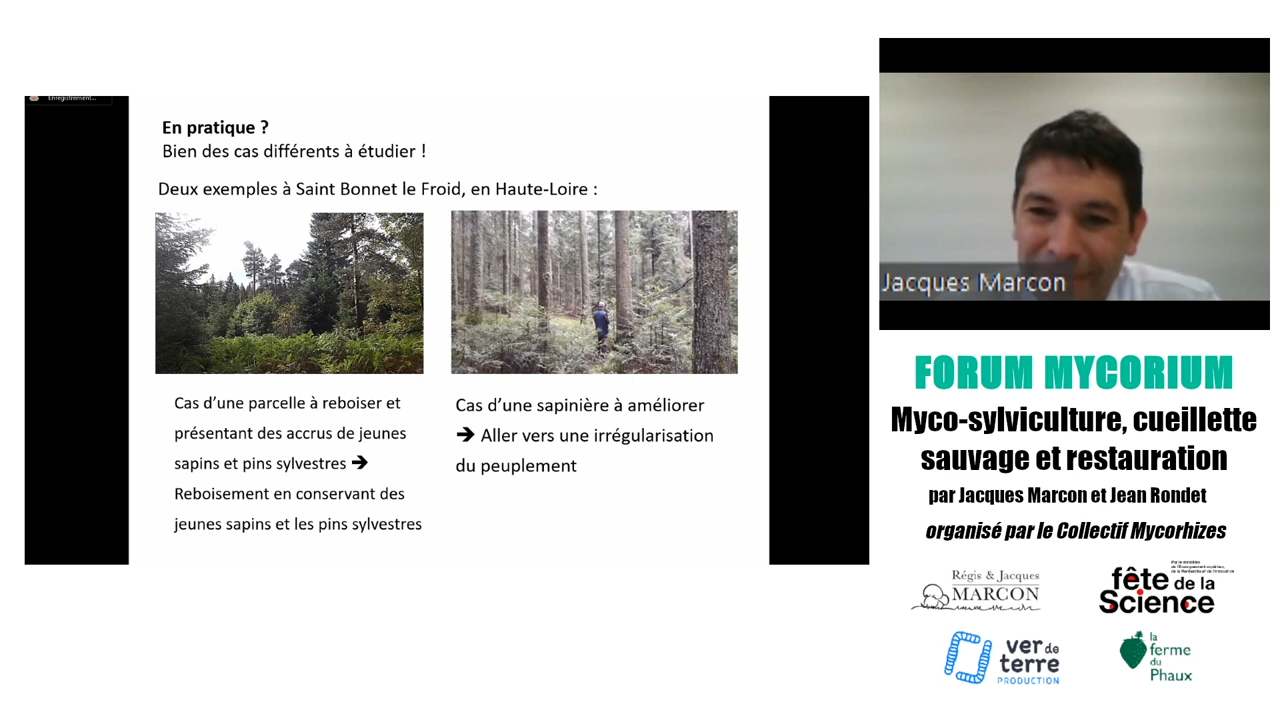 Enregistrement...
En pratique ?
Bien des cas différents à étudier !
Deux exemples à Saint Bonnet le Froid, en Haute-Loire :
Cas d'une parcelle à reboiser et
présentant des accrus de jeunes
sapins et pins sylvestres ➔
Reboisement en conservant des
jeunes sapins et les pins sylvestres
Cas d'une sapinière à améliorer
➔ Aller vers une irrégularisation
du peuplement
Jacques Marcon
FORUM MYCORIUM
Myco-sylviculture, cueillette
sauvage et restauration
par Jacques Marcon et Jean Rondet
organisé par le Collectif Mycorhizes
Régis & Jacques
MARCON
fête de la
Science
ver de
terre
PRODUCTION
la
ferme
du
Phaux